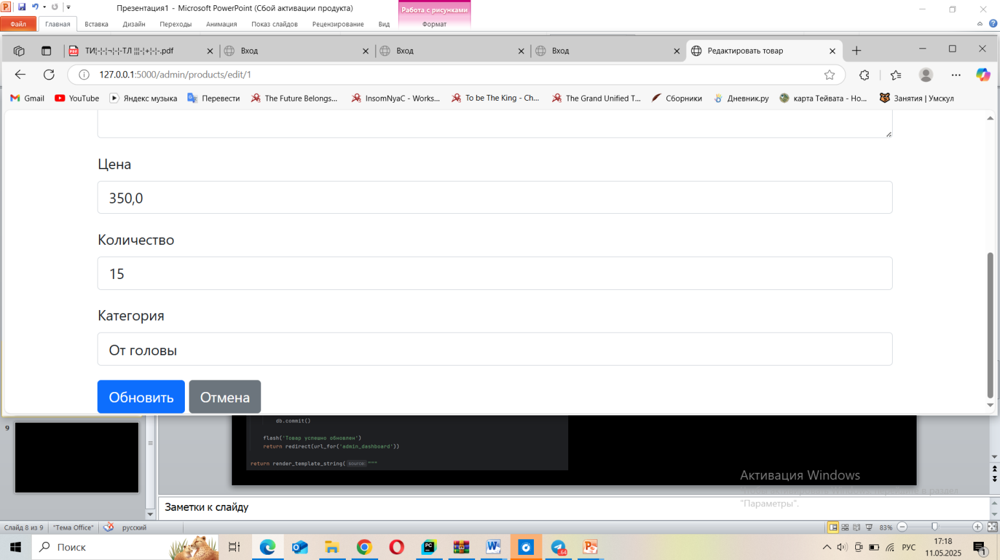 Презентация1 - Microsoft PowerPoint (Сбой активации продукта)
Работа с рисунками
Файл Главная Вставка Дизайн Переходы Анимация Показ слайдов Рецензирование Вид Формат
ТИ¦-¦-¦¬¦-¦-ТЛ ¦¦¦-¦+¦-¦-.pdf Вход Вход Вход Редактировать товар
127.0.0.1:5000/admin/products/edit/1
Gmail YouTube Яндекс музыка Перевести The Future Belongs... InsomNyaC - Works... To be The King - Ch... The Grand Unified T... Сборники Дневник.ру карта Тейвата - Но... Занятия | Умскул
Цена
350,0
Количество
15
Категория
От головы
Обновить Отмена
9
db.commit()
flash('Товар успешно обновлен')
return redirect(url_for('admin_dashboard'))
return render_template_string( source: """
Активация Windows
в раздел
"Параметры".
Заметки к слайду
Слайд 8 из 9 "Тема Office" русский 83%
Поиск
РУС
17:18
11.05.2025